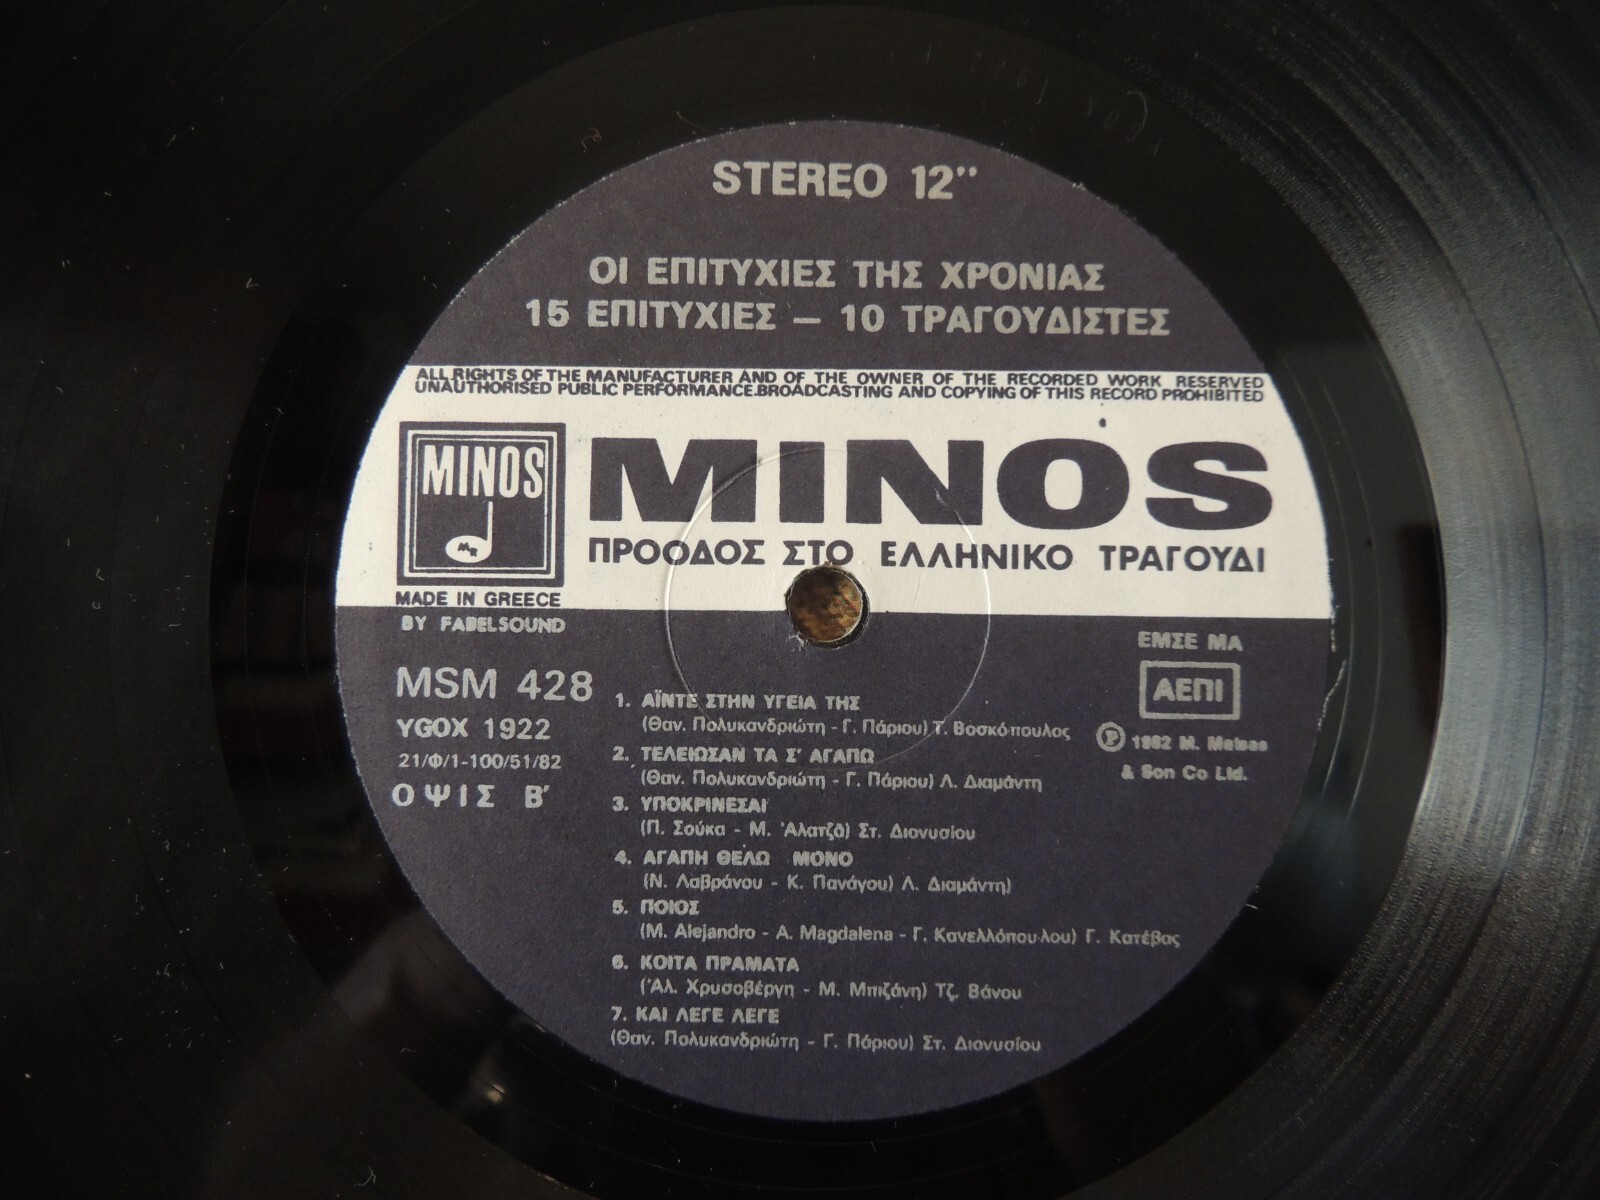 STEREO 12"
ΟΙ ΕΠΙΤΥΧΙΕΣ ΤΗΣ ΧΡΟΝΙΑΣ
15 ΕΠΙΤΥΧΙΕΣ – 10 ΤΡΑΓΟΥΔΙΣΤΕΣ
ALL RIGHTS OF THE MANUFACTURER AND OF THE OWNER OF THE RECORDED WORK RESERVED
UNAUTHORISED PUBLIC PERFORMANCE.BROADCASTING AND COPYING OF THIS RECORD PROHIBITED
MINOS
MINOS
ΠΡΟΟΔΟΣ ΣΤΟ ΕΛΛΗΝΙΚΟ ΤΡΑΓΟΥΔΙ
MADE IN GREECE
BY FABELSOUND
MSM 428
YGOX 1922
21/Φ/1-100/51/82
ΟΨΙΣ Β'
ΕΜΣΕ ΜΑ
ΑΕΠΙ
Ⓟ 1982 M. Matsas
& Son Co Ltd.
1. ΑΪΝΤΕ ΣΤΗΝ ΥΓΕΙΑ ΤΗΣ
(Θαν. Πολυκανδριώτη - Γ. Πάριου) Τ. Βοσκόπουλος
2. ΤΕΛΕΙΩΣΑΝ ΤΑ Σ' ΑΓΑΠΩ
(Θαν. Πολυκανδριώτη - Γ. Πάριου) Λ. Διαμάντη
3. ΥΠΟΚΡΙΝΕΣΑΙ
(Π. Σούκα - Μ. 'Αλατζᾶ) Στ. Διονυσίου
4. ΑΓΑΠΗ ΘΕΛΩ ΜΟΝΟ
(Ν. Λαβράνου - Κ. Πανάγου) Λ. Διαμάντη)
5. ΠΟΙΟΣ
(M. Alejandro - A. Magdalena - Γ. Κανελλόπουλου) Γ. Κατέβας
6. ΚΟΙΤΑ ΠΡΑΜΑΤΑ
('Αλ. Χρυσοβέργη - Μ. Μπιζάνη) Τζ. Βάνου
7. ΚΑΙ ΛΕΓΕ ΛΕΓΕ
(Θαν. Πολυκανδριώτη - Γ. Πάριου) Στ. Διονυσίου